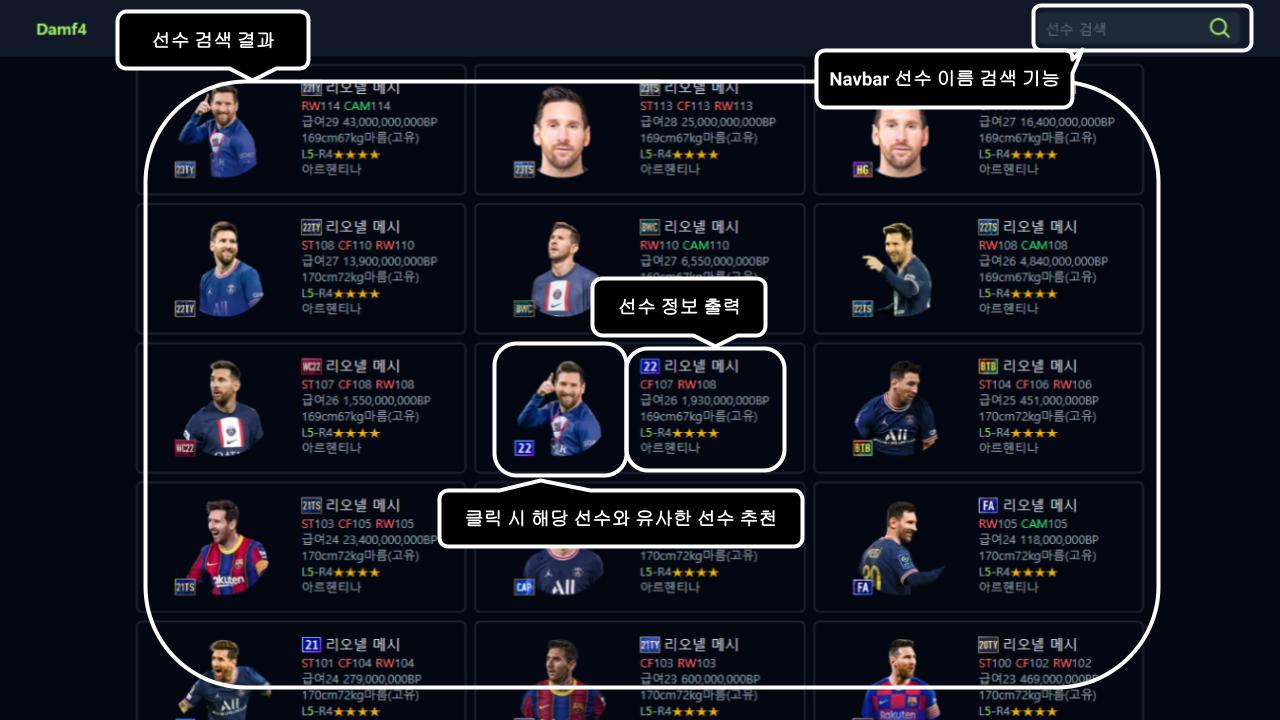 Damf4
선수 검색 결과
선수 검색
Navbar 선수 이름 검색 기능
23TY 리오넬 메시
RW114 CAM114
급여29 43,000,000,000BP
169cm67kg마름(고유)
L5-R4★★★★
아르헨티나
23TY
23TS 리오넬 메시
ST113 CF113 RW113
급여28 25,000,000,000BP
169cm67kg마름(고유)
L5-R4★★★★
아르헨티나
23TS
급여27 16,400,000,000BP
169cm67kg마름(고유)
L5-R4★★★★
아르헨티나
HG
22TY 리오넬 메시
ST108 CF110 RW110
급여27 13,900,000,000BP
170cm72kg마름(고유)
L5-R4★★★★
아르헨티나
22TY
BWC 리오넬 메시
RW110 CAM110
급여27 6,550,000,000BP
169cm67kg마름(고유)
BWC
22TS 리오넬 메시
RW108 CAM108
급여26 4,840,000,000BP
169cm67kg마름(고유)
L5-R4★★★★
아르헨티나
22TS
선수 정보 출력
WC22 리오넬 메시
ST107 CF108 RW108
급여26 1,550,000,000BP
169cm67kg마름(고유)
L5-R4★★★★
아르헨티나
WC22
22 리오넬 메시
CF107 RW108
급여26 1,930,000,000BP
169cm67kg마름(고유)
L5-R4★★★★
아르헨티나
22
BTB 리오넬 메시
ST104 CF106 RW106
급여25 451,000,000BP
170cm72kg마름(고유)
L5-R4★★★★
아르헨티나
BTB
클릭 시 해당 선수와 유사한 선수 추천
21TS 리오넬 메시
ST103 CF105 RW105
급여24 23,400,000,000BP
170cm72kg마름(고유)
L5-R4★★★★
아르헨티나
21TS
170cm72kg마름(고유)
L5-R4★★★★
아르헨티나
CAP
FA 리오넬 메시
RW105 CAM105
급여24 118,000,000BP
170cm72kg마름(고유)
L5-R4★★★★
아르헨티나
FA
21 리오넬 메시
ST101 CF104 RW104
급여24 279,000,000BP
170cm72kg마름(고유)
L5-R4★★★★
21TY 리오넬 메시
CF103 RW103
급여23 600,000,000BP
170cm72kg마름(고유)
L5-R4★★★★
20TY 리오넬 메시
ST100 CF102 RW102
급여23 469,000,000BP
170cm72kg마름(고유)
L5-R4★★★★